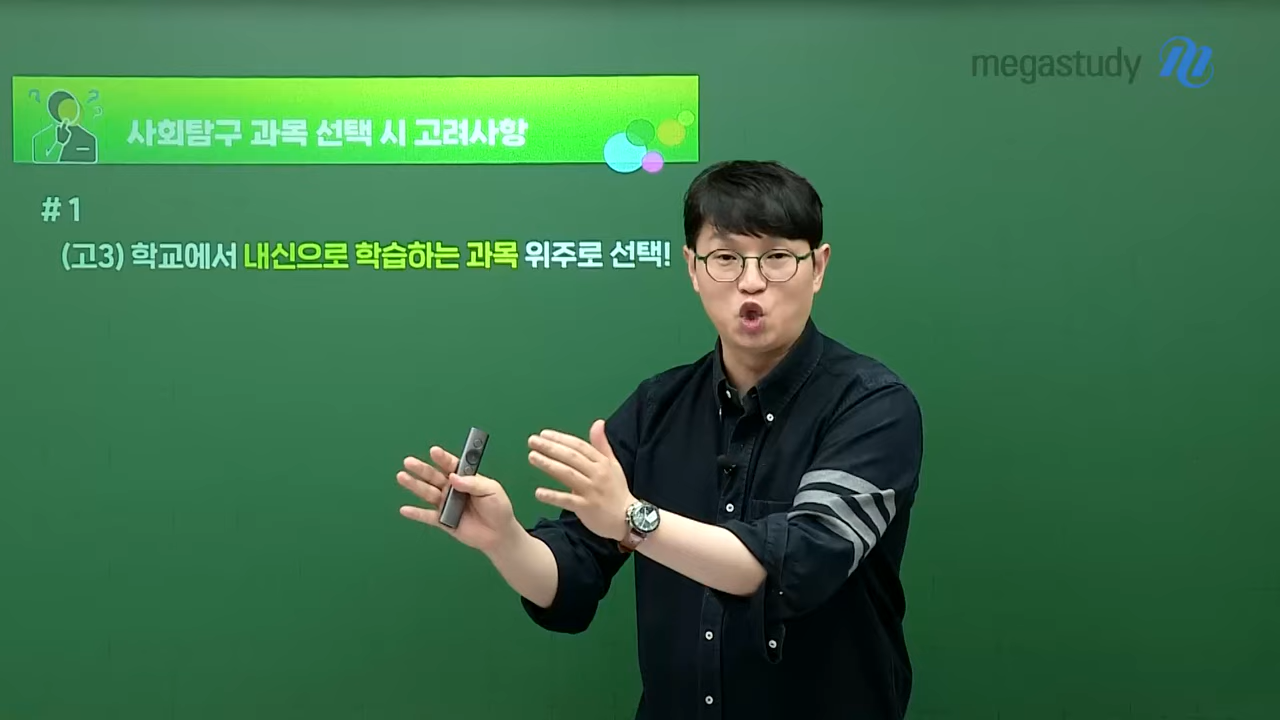 megastudy
사회탐구 과목 선택 시 고려사항
# 1
(고3) 학교에서 내신으로 학습하는 과목 위주로 선택!